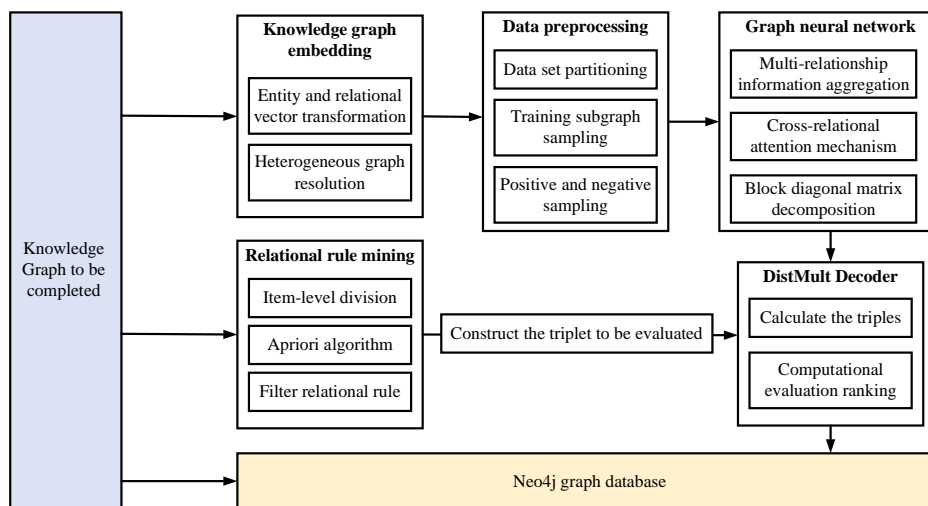 Knowledge
Graph to be
completed
Knowledge graph
embedding
Entity and relational
vector transformation
Heterogeneous graph
resolution
Data preprocessing
Data set partitioning
Training subgraph
sampling
Positive and negative
sampling
Graph neural network
Multi-relationship
information aggregation
Cross-relational
attention mechanism
Block diagonal matrix
decomposition
Relational rule mining
Item-level division
Apriori algorithm
Filter relational rule
Construct the triplet to be evaluated
DistMult Decoder
Calculate the triples
Computational
evaluation ranking
Neo4j graph database